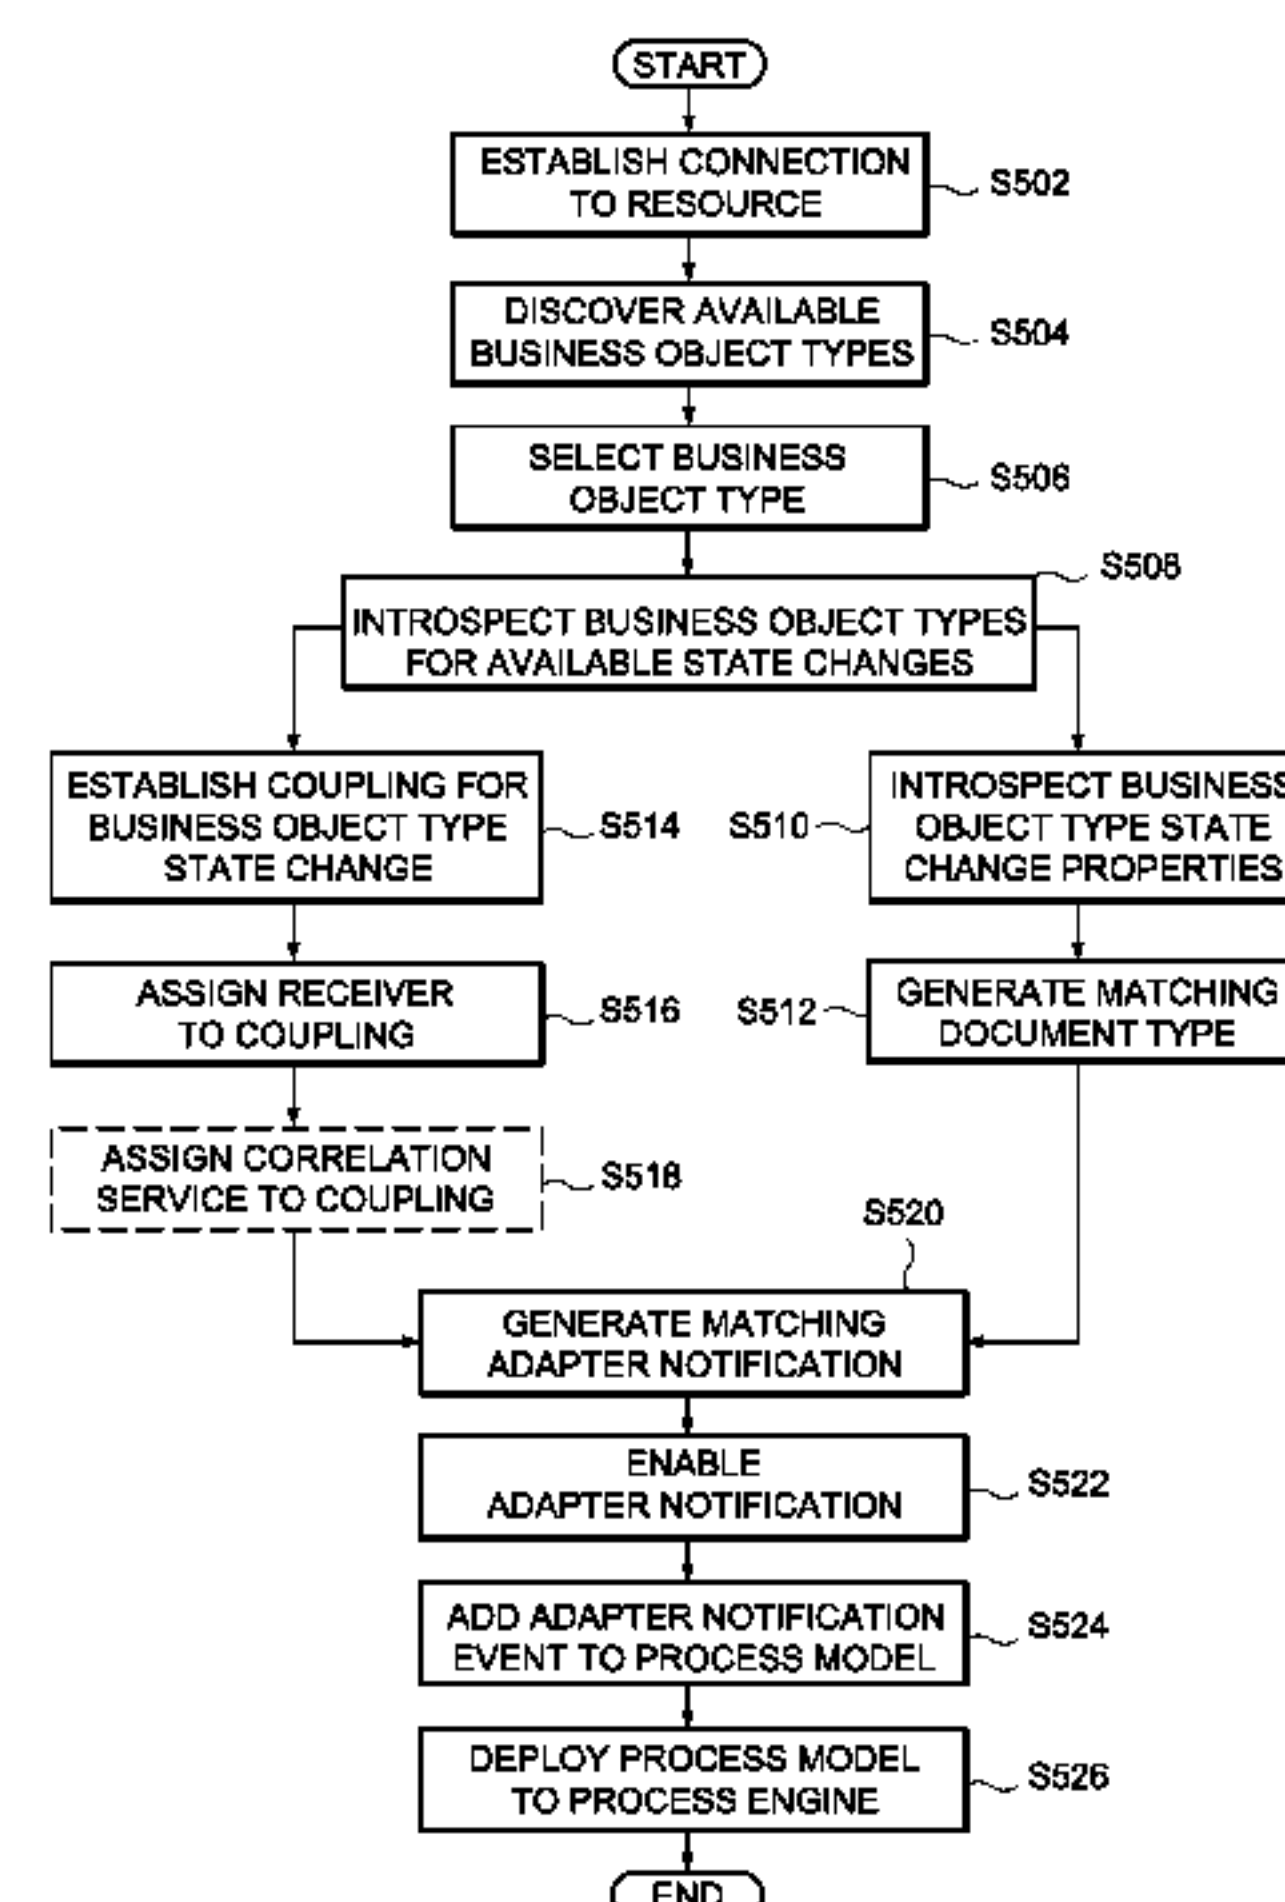 START
ESTABLISH CONNECTION
TO RESOURCE
S502
DISCOVER AVAILABLE
BUSINESS OBJECT TYPES
S504
SELECT BUSINESS
OBJECT TYPE
S506
S508
INTROSPECT BUSINESS OBJECT TYPES
FOR AVAILABLE STATE CHANGES
ESTABLISH COUPLING FOR
BUSINESS OBJECT TYPE
STATE CHANGE
S514
S510
INTROSPECT BUSINESS
OBJECT TYPE STATE
CHANGE PROPERTIES
ASSIGN RECEIVER
TO COUPLING
S516
S512
GENERATE MATCHING
DOCUMENT TYPE
ASSIGN CORRELATION
SERVICE TO COUPLING
S518
S520
GENERATE MATCHING
ADAPTER NOTIFICATION
ENABLE
ADAPTER NOTIFICATION
S522
ADD ADAPTER NOTIFICATION
EVENT TO PROCESS MODEL
S524
DEPLOY PROCESS MODEL
TO PROCESS ENGINE
S526
END